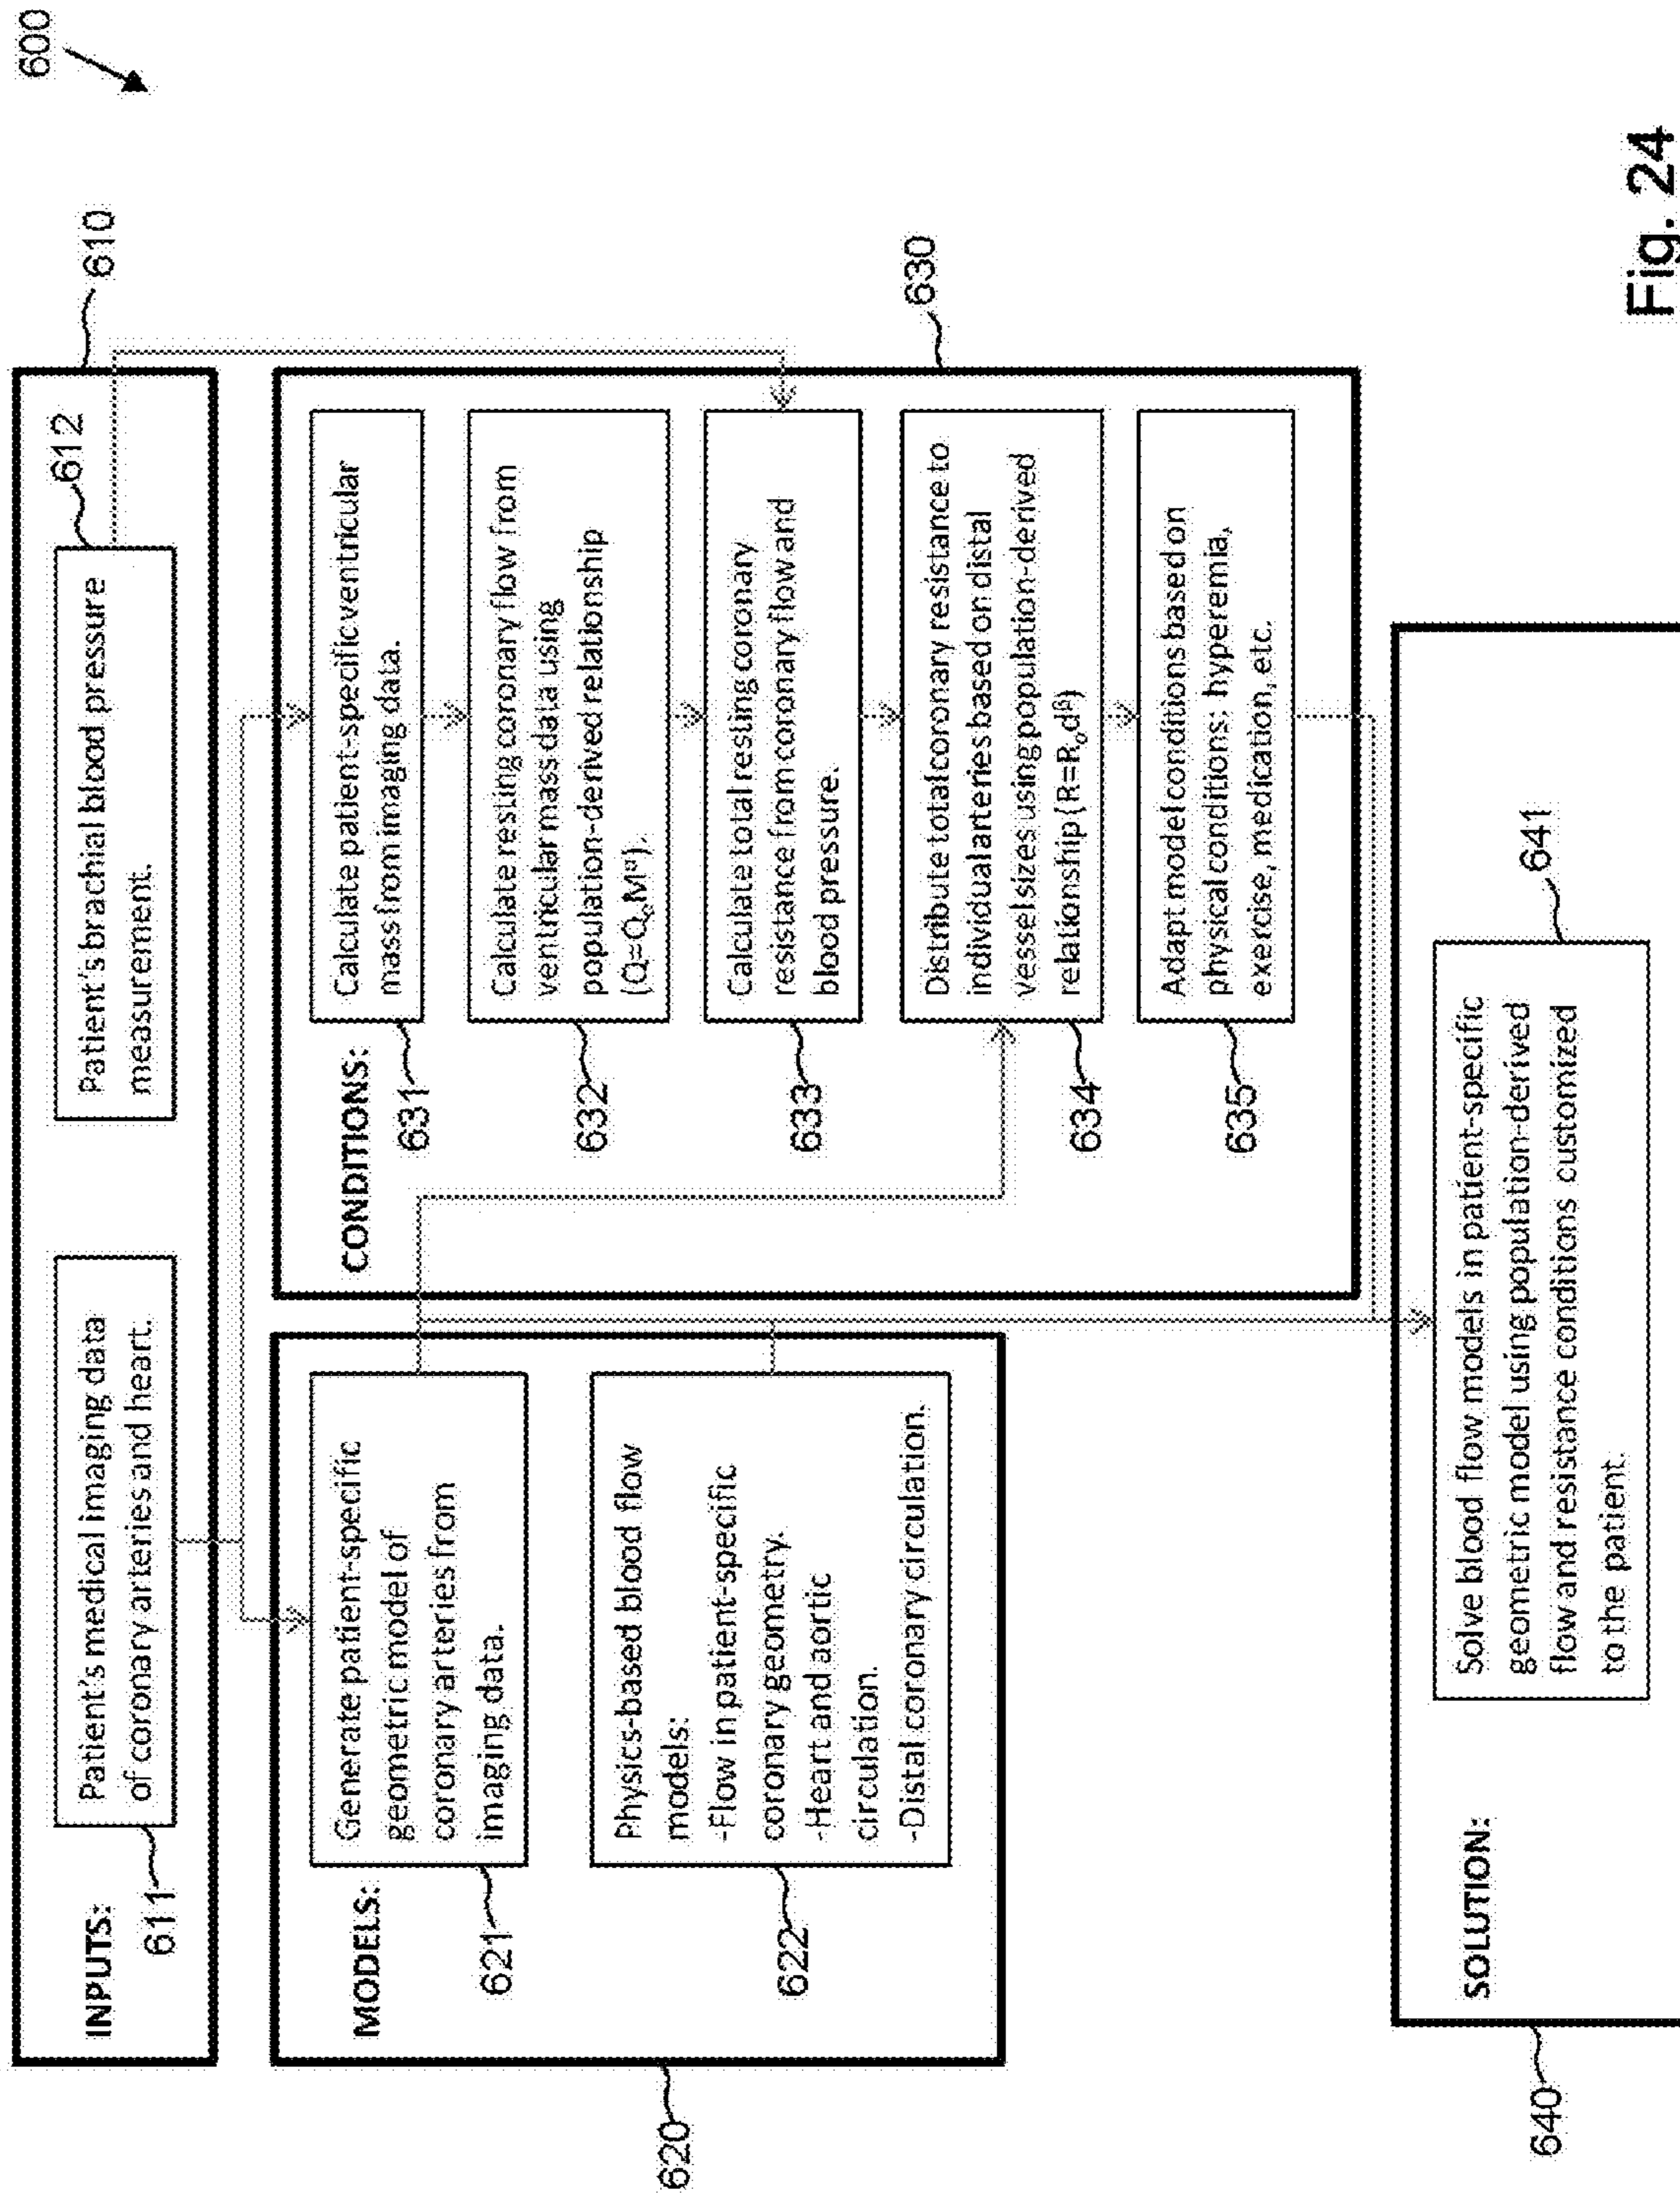 600
610
INPUTS:
611
Patient's medical imaging data
of coronary arteries and heart.
612
Patient's brachial blood pressure
measurement.
620
MODELS:
621
Generate patient-specific
geometric model of
coronary arteries from
imaging data.
622
Physics-based blood flow
models:
-Flow in patient-specific
coronary geometry.
-Heart and aortic
circulation.
-Distal coronary circulation.
630
CONDITIONS:
631
Calculate patient-specific ventricular
mass from imaging data.
632
Calculate resting coronary flow from
ventricular mass data using
population-derived relationship
(Q=QₒMᵅ).
633
Calculate total resting coronary
resistance from coronary flow and
blood pressure.
634
Distribute total coronary resistance to
individual arteries based on distal
vessel sizes using population-derived
relationship (R=Rₒdᵝ)
635
Adapt model conditions based on
physical conditions: hyperemia,
exercise, medication, etc.
640
SOLUTION:
641
Solve blood flow models in patient-specific
geometric model using population-derived
flow and resistance conditions customized
to the patient.
Fig. 24